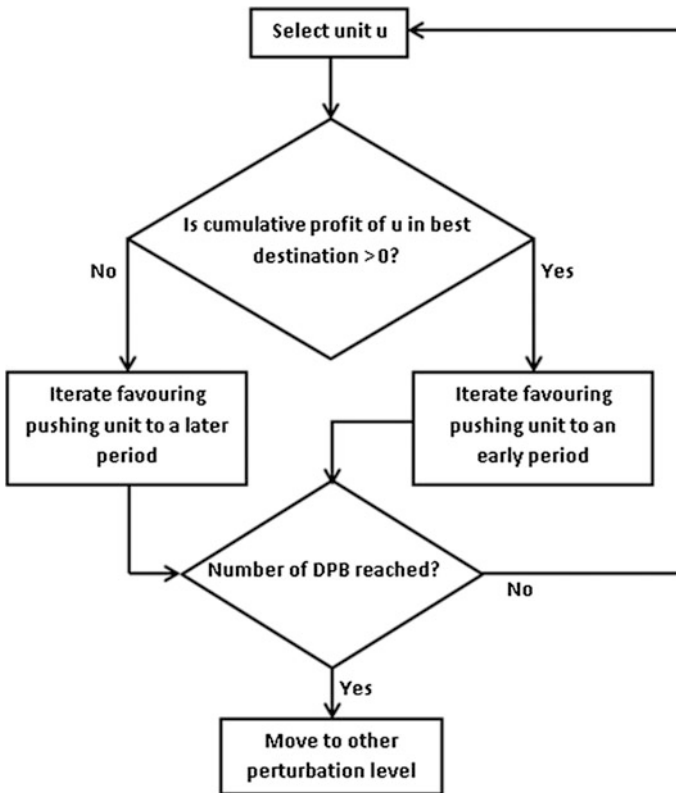 Select unit u
Is cumulative profit of u in best
destination >0?
No
Yes
Iterate favouring
pushing unit to a later
period
Iterate favouring
pushing unit to an
early period
Number of DPB reached?
No
Yes
Move to other
perturbation level